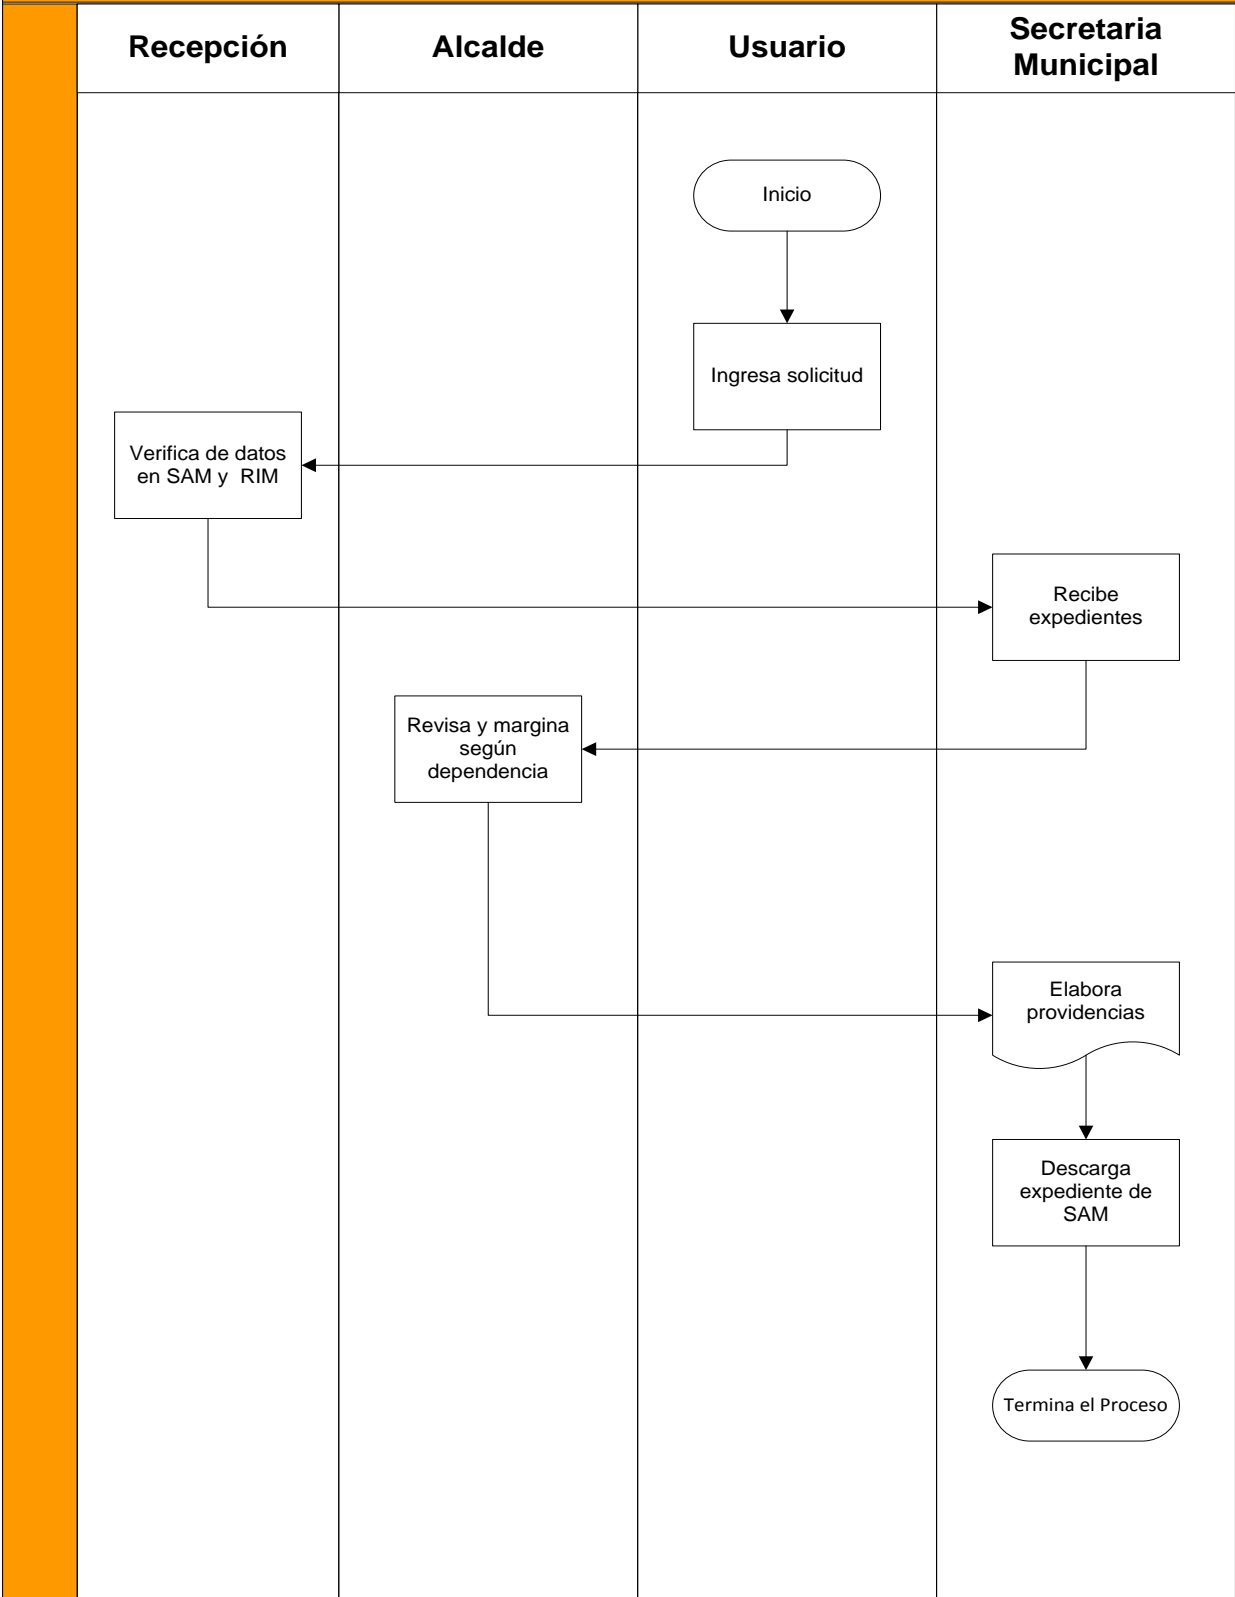 Recepción
Alcalde
Usuario
Secretaria
Municipal
Inicio
Ingresa solicitud
Verifica de datos
en SAM y  RIM
Recibe
expedientes
Revisa y margina
según
dependencia
Elabora
providencias
Descarga
expediente de
SAM
Termina el Proceso